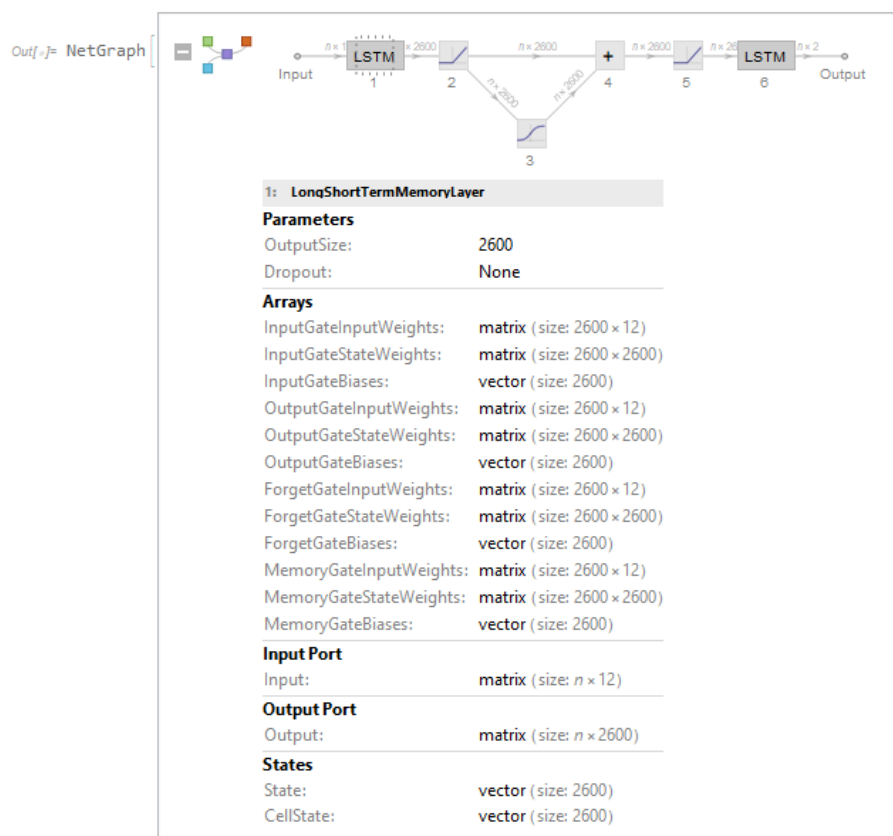 Out[•]= NetGraph
n×1
×2600
n×2600
n×2600
n×26
n×2
Input
LSTM
+
LSTM
Output
1
2
4
5
6
n×2600
n×2600
3
1: LongShortTermMemoryLayer
Parameters
OutputSize: 2600
Dropout: None
Arrays
InputGateInputWeights: matrix (size: 2600×12)
InputGateStateWeights: matrix (size: 2600×2600)
InputGateBiases: vector (size: 2600)
OutputGateInputWeights: matrix (size: 2600×12)
OutputGateStateWeights: matrix (size: 2600×2600)
OutputGateBiases: vector (size: 2600)
ForgetGateInputWeights: matrix (size: 2600×12)
ForgetGateStateWeights: matrix (size: 2600×2600)
ForgetGateBiases: vector (size: 2600)
MemoryGateInputWeights: matrix (size: 2600×12)
MemoryGateStateWeights: matrix (size: 2600×2600)
MemoryGateBiases: vector (size: 2600)
Input Port
Input: matrix (size: n×12)
Output Port
Output: matrix (size: n×2600)
States
State: vector (size: 2600)
CellState: vector (size: 2600)